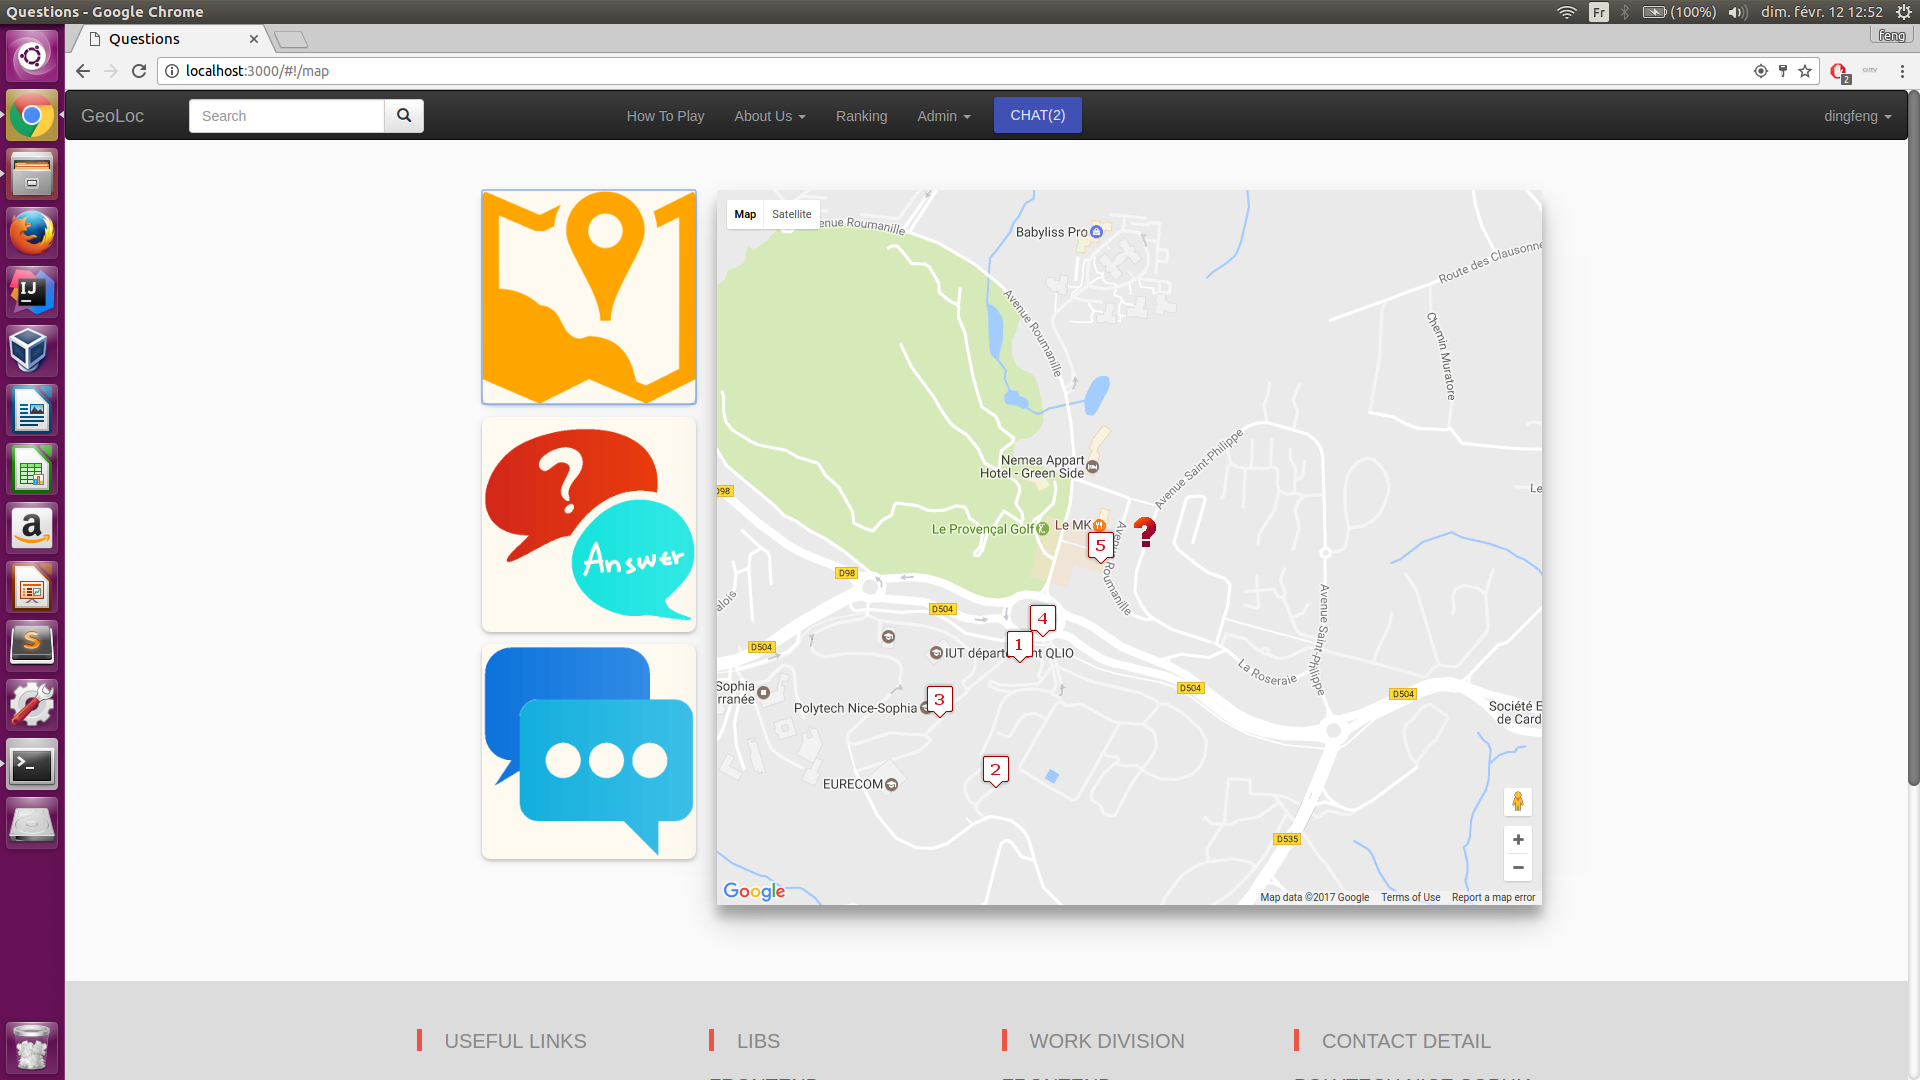 Questions - Google Chrome
Fr
(100%)
dim. févr. 12 12:52
Questions
feng
localhost:3000/#!/map
2
GeoLoc
Search
How To Play
About Us
Ranking
Admin
CHAT(2)
dingfeng
Map
Satellite
enue Roumanille
Babyliss Pro
Route des Clausonne
Avenue Roumanille
Chemin Muratore
Avenue Saint-Philippe
Nemea Appart
Hotel - Green Side
Le
D98
?
Answer
Le Provençal Golf
Le MK
5
?
Avenue Roumanille
D98
D504
4
alois
Avenue Saint-Philippe
D504
1
IUT département QLIO
La Roseraie
Sophia
rranée
D504
D504
3
Polytech Nice-Sophia
Société E
de Card
2
EURECOM
D535
+
−
Google
Map data ©2017 Google
Terms of Use
Report a map error
USEFUL LINKS
LIBS
WORK DIVISION
CONTACT DETAIL
IJ
a
S
>_